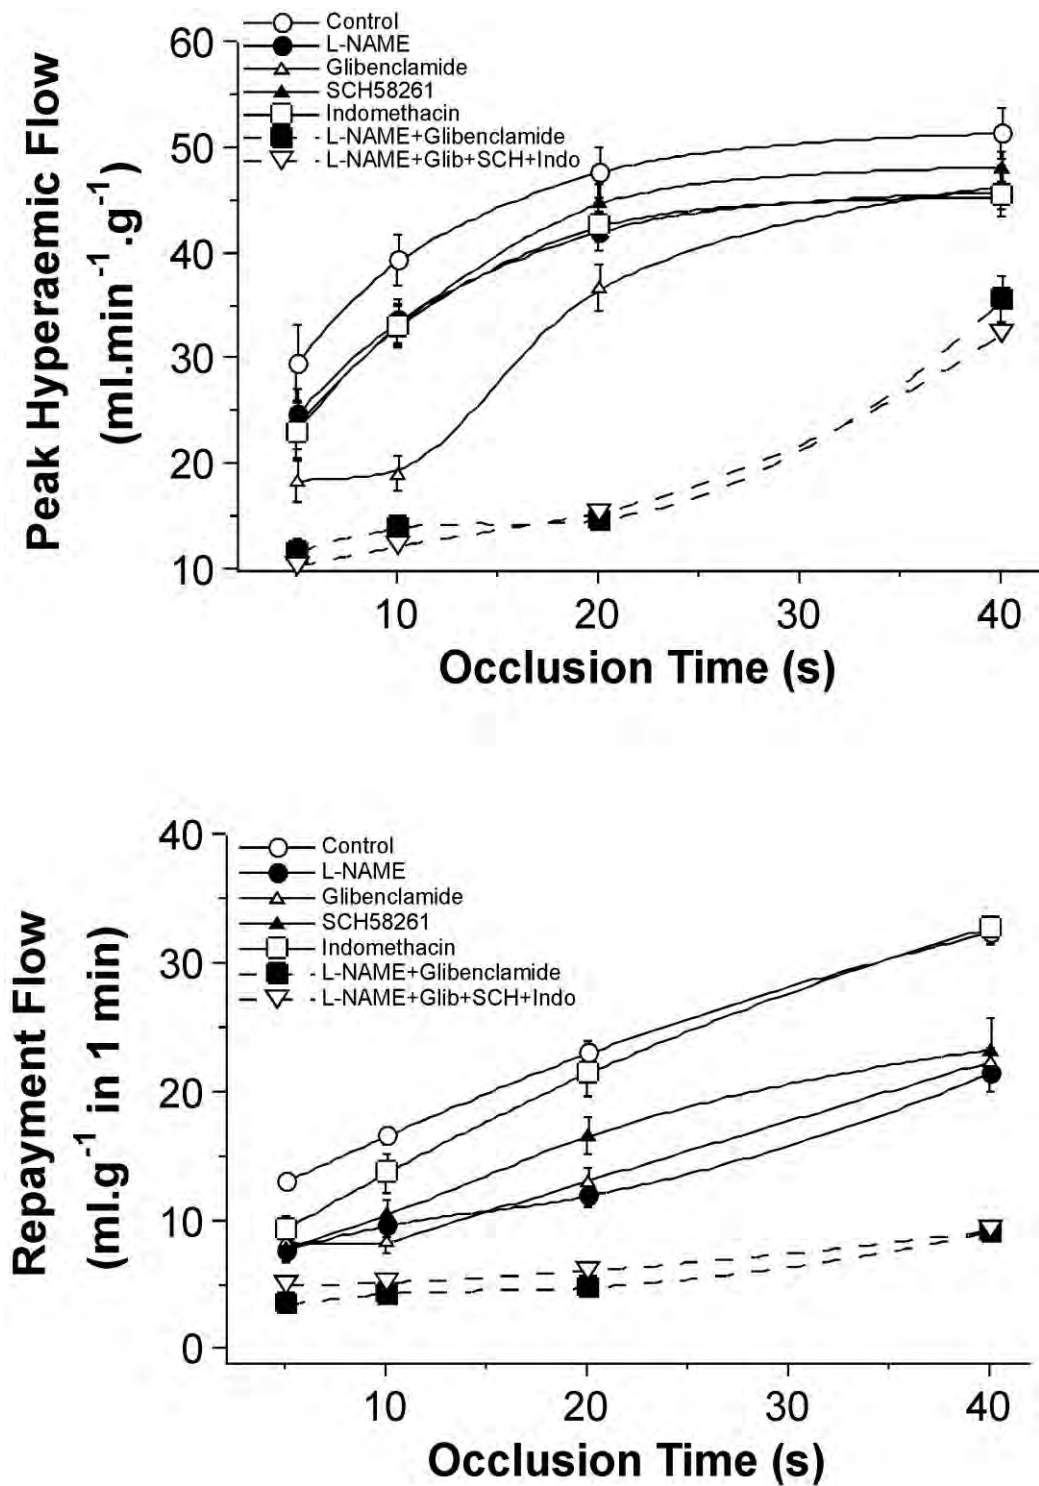 Control
L-NAME
Glibenclamide
SCH58261
Indomethacin
L-NAME+Glibenclamide
L-NAME+Glib+SCH+Indo
60
50
40
30
20
10
Peak Hyperaemic Flow
(ml.min⁻¹.g⁻¹)
10 20 30 40
Occlusion Time (s)
Control
L-NAME
Glibenclamide
SCH58261
Indomethacin
L-NAME+Glibenclamide
L-NAME+Glib+SCH+Indo
40
30
20
10
0
Repayment Flow
(ml.g⁻¹ in 1 min)
10 20 30 40
Occlusion Time (s)